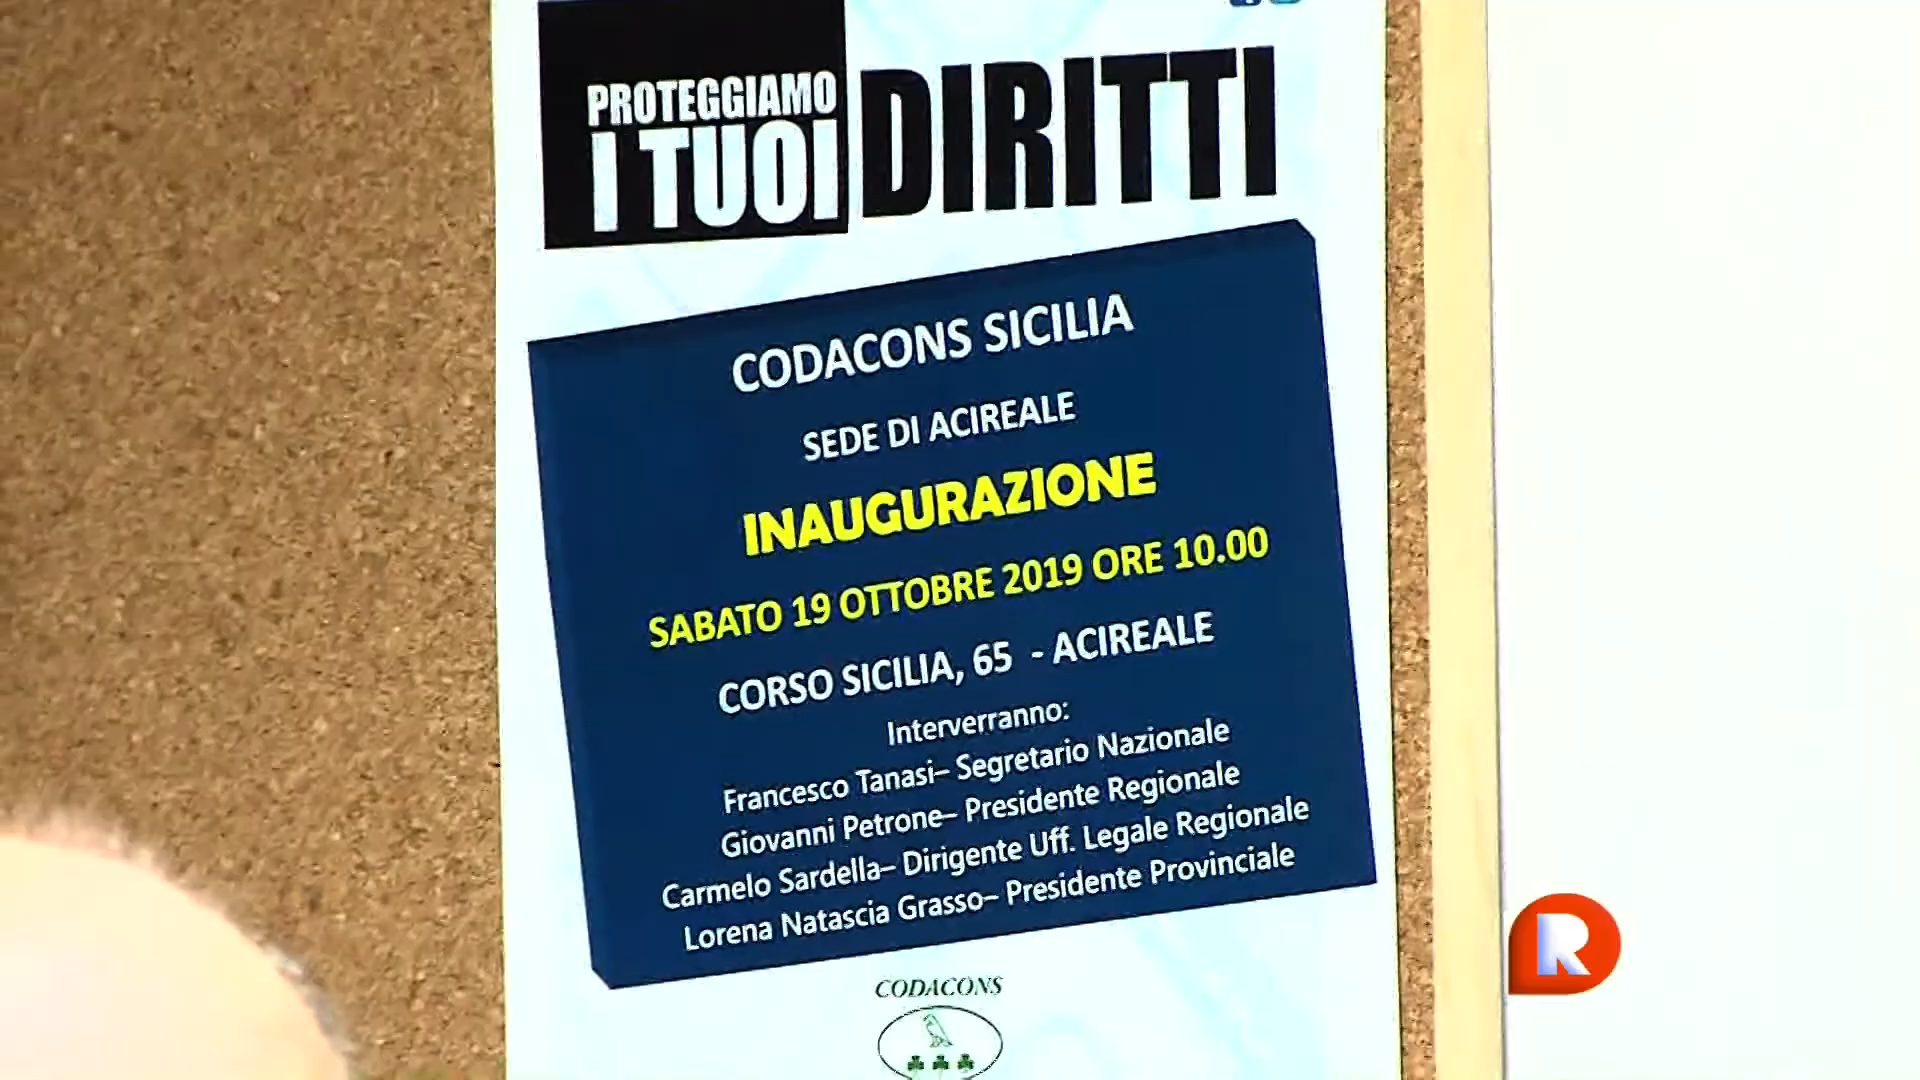 PROTEGGIAMO
I TUOI DIRITTI
CODACONS SICILIA
SEDE DI ACIREALE
INAUGURAZIONE
SABATO 19 OTTOBRE 2019 ORE 10.00
CORSO SICILIA, 65 - ACIREALE
Interverranno:
Francesco Tanasi– Segretario Nazionale
Giovanni Petrone– Presidente Regionale
Carmelo Sardella– Dirigente Uff. Legale Regionale
Lorena Natascia Grasso– Presidente Provinciale
CODACONS
R